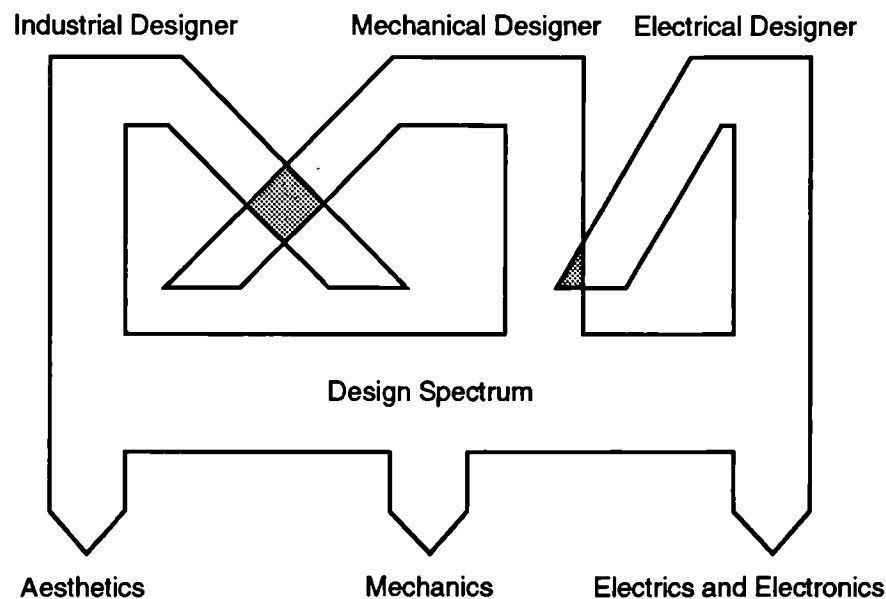 Industrial Designer
Mechanical Designer
Electrical Designer
Design Spectrum
Aesthetics
Mechanics
Electrics and Electronics